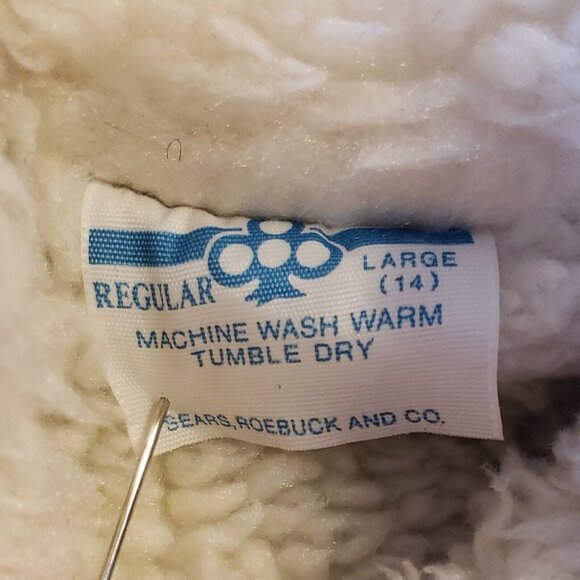 REGULAR
LARGE
(14)
MACHINE WASH WARM
TUMBLE DRY
SEARS, ROEBUCK AND CO.